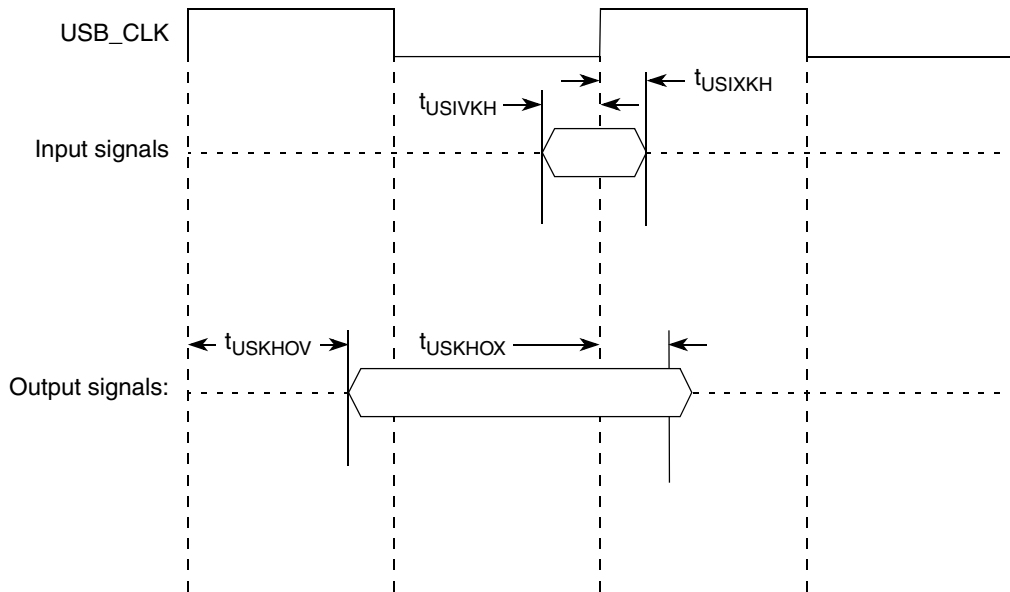 USB_CLK
tUSIXKH
tUSIVKH
Input signals
tUSKHOV
tUSKHOX
Output signals: